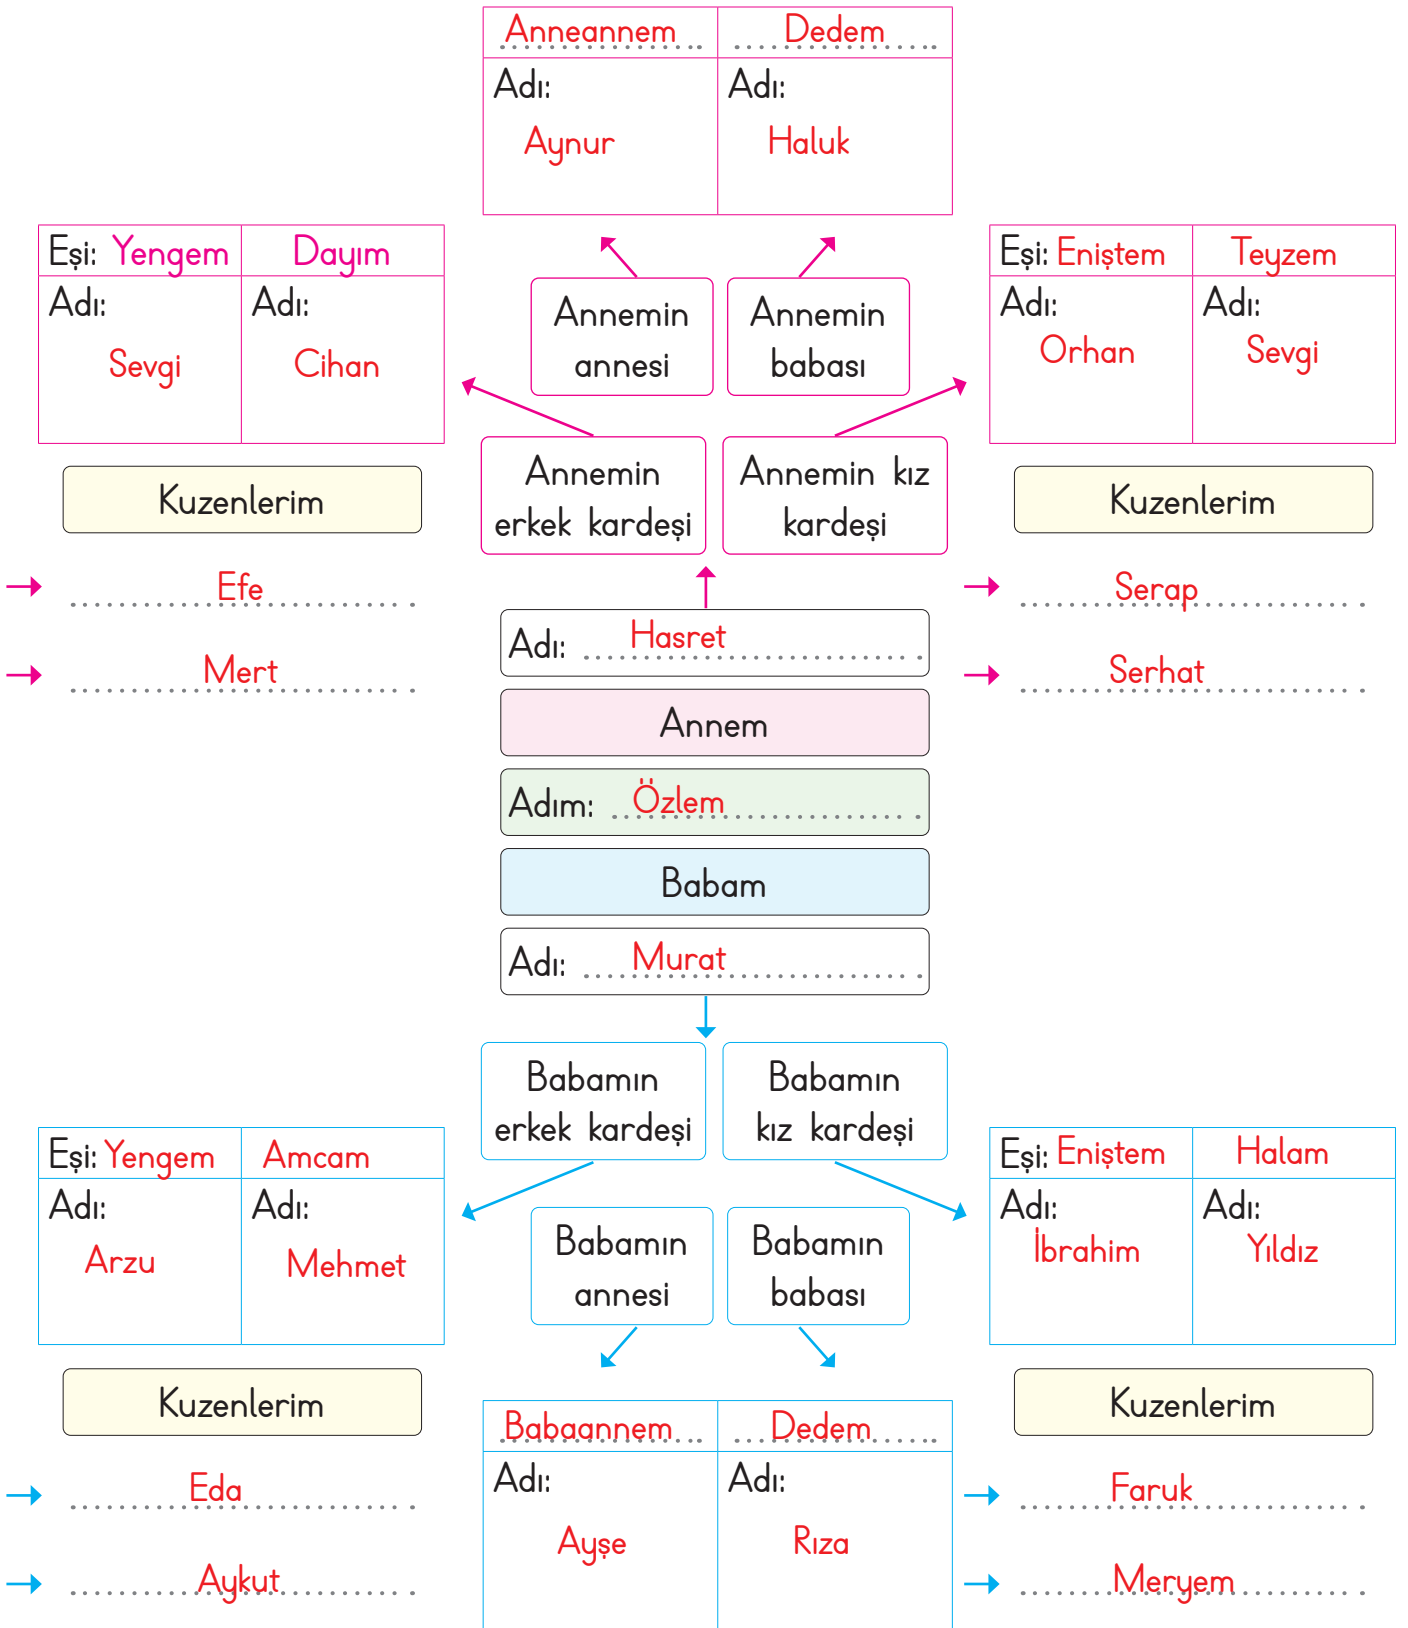 Anneannem Dedem
Adı: Adı:
Aynur Haluk
Eşi: Yengem Dayım
Adı: Adı:
Sevgi Cihan
Annemin
annesi
Annemin
babası
Eşi: Eniştem Teyzem
Adı: Adı:
Orhan Sevgi
Kuzenlerim
Efe
Mert
Annemin
erkek kardeşi
Annemin kız
kardeşi
Kuzenlerim
Serap
Serhat
Adı: Hasret
Annem
Adım: Özlem
Babam
Adı: Murat
Babamın
erkek kardeşi
Babamın
kız kardeşi
Eşi: Yengem Amcam
Adı: Adı:
Arzu Mehmet
Babamın
annesi
Babamın
babası
Eşi: Eniştem Halam
Adı: Adı:
İbrahim Yıldız
Kuzenlerim
Eda
Aykut
Babaannem Dedem
Adı: Adı:
Ayşe Rıza
Kuzenlerim
Faruk
Meryem